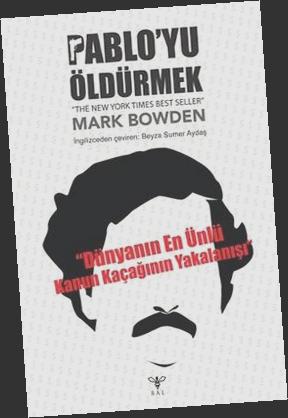 PABLO'YU
ÖLDÜRMEK
"THE NEW YORK TIMES BEST SELLER"
MARK BOWDEN
İngilizceden çeviren: Beyza Sumer Aydaş
"Dünyanın En Ünlü
Kanun Kaçağının Yakalanışı"
BAL